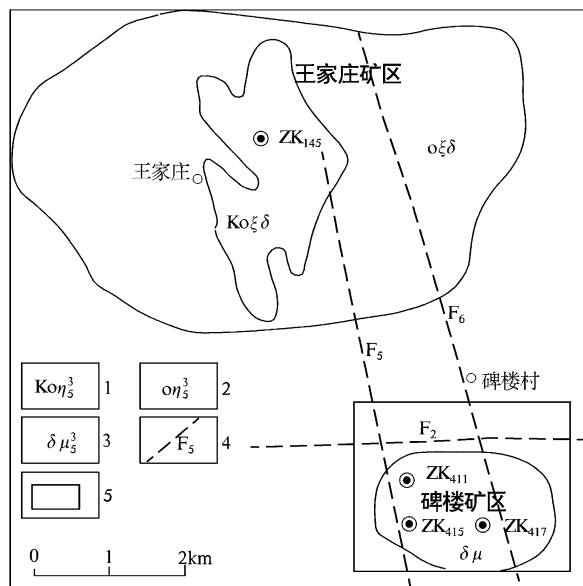 王家庄矿区
ZK₁₄₅
oξδ
王家庄
Koξδ
F₆
F₅
碑楼村
Koη₅³ 1
oη₅³ 2
F₂
δμ₅³ 3
F₅ 4
ZK₄₁₁
碑楼矿区
5
ZK₄₁₅
ZK₄₁₇
δμ
0 1 2km